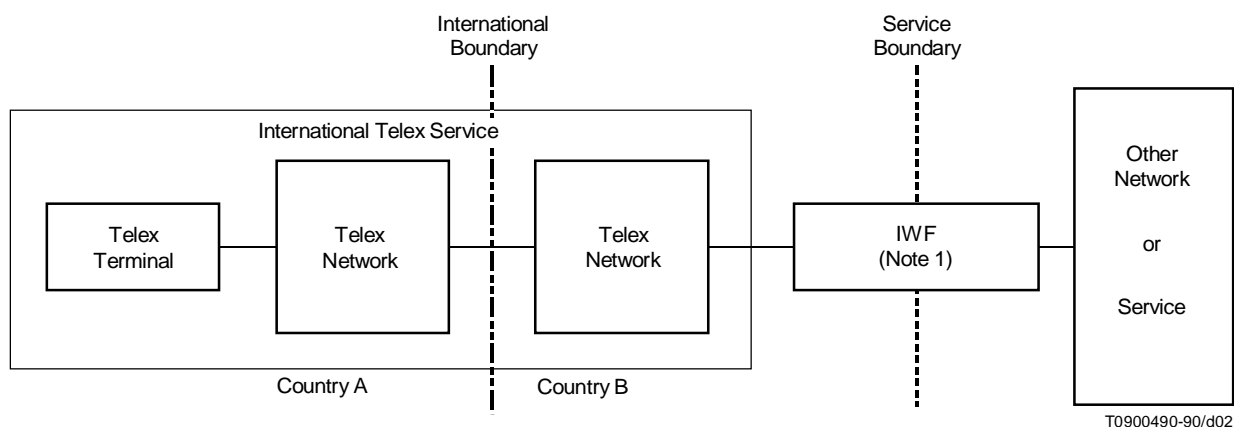 International
Boundary
Service
Boundary
International Telex Service
Telex
Terminal
Telex
Network
Telex
Network
IWF
(Note 1)
Other
Network
or
Service
Country A
Country B
T0900490-90/d02